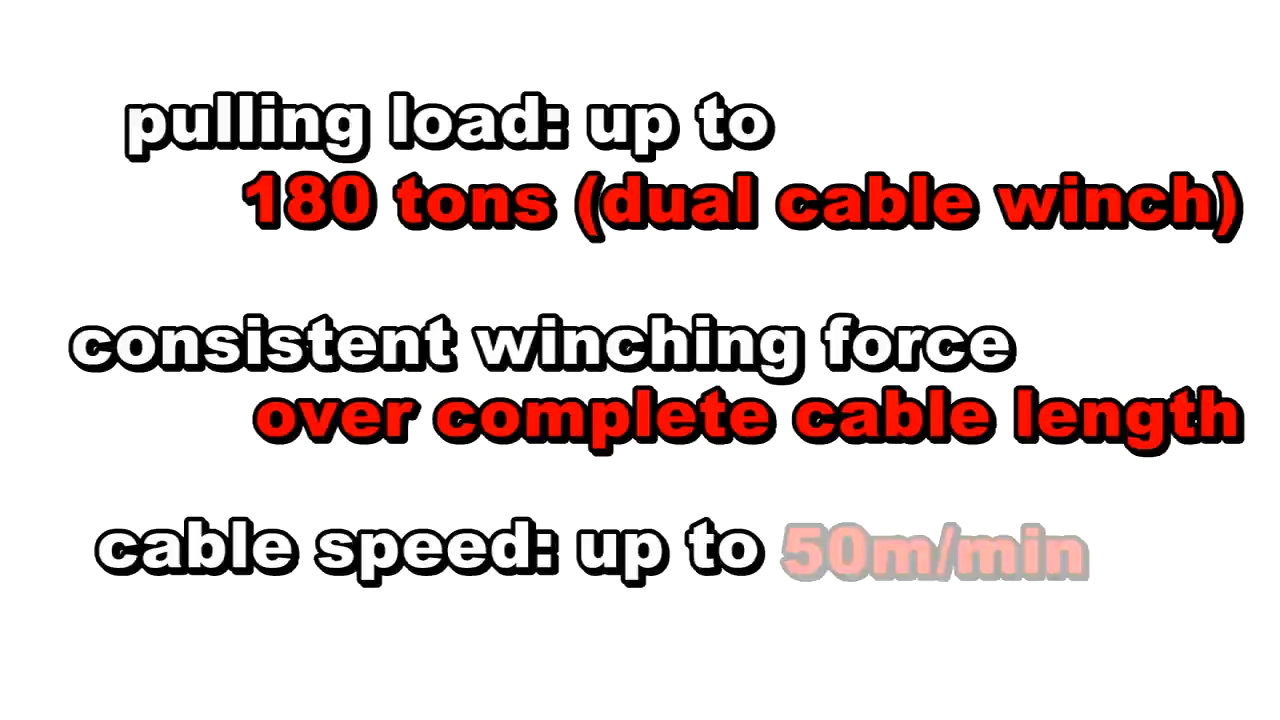 pulling load: up to
180 tons (dual cable winch)
consistent winching force
over complete cable length
cable speed: up to 50m/min